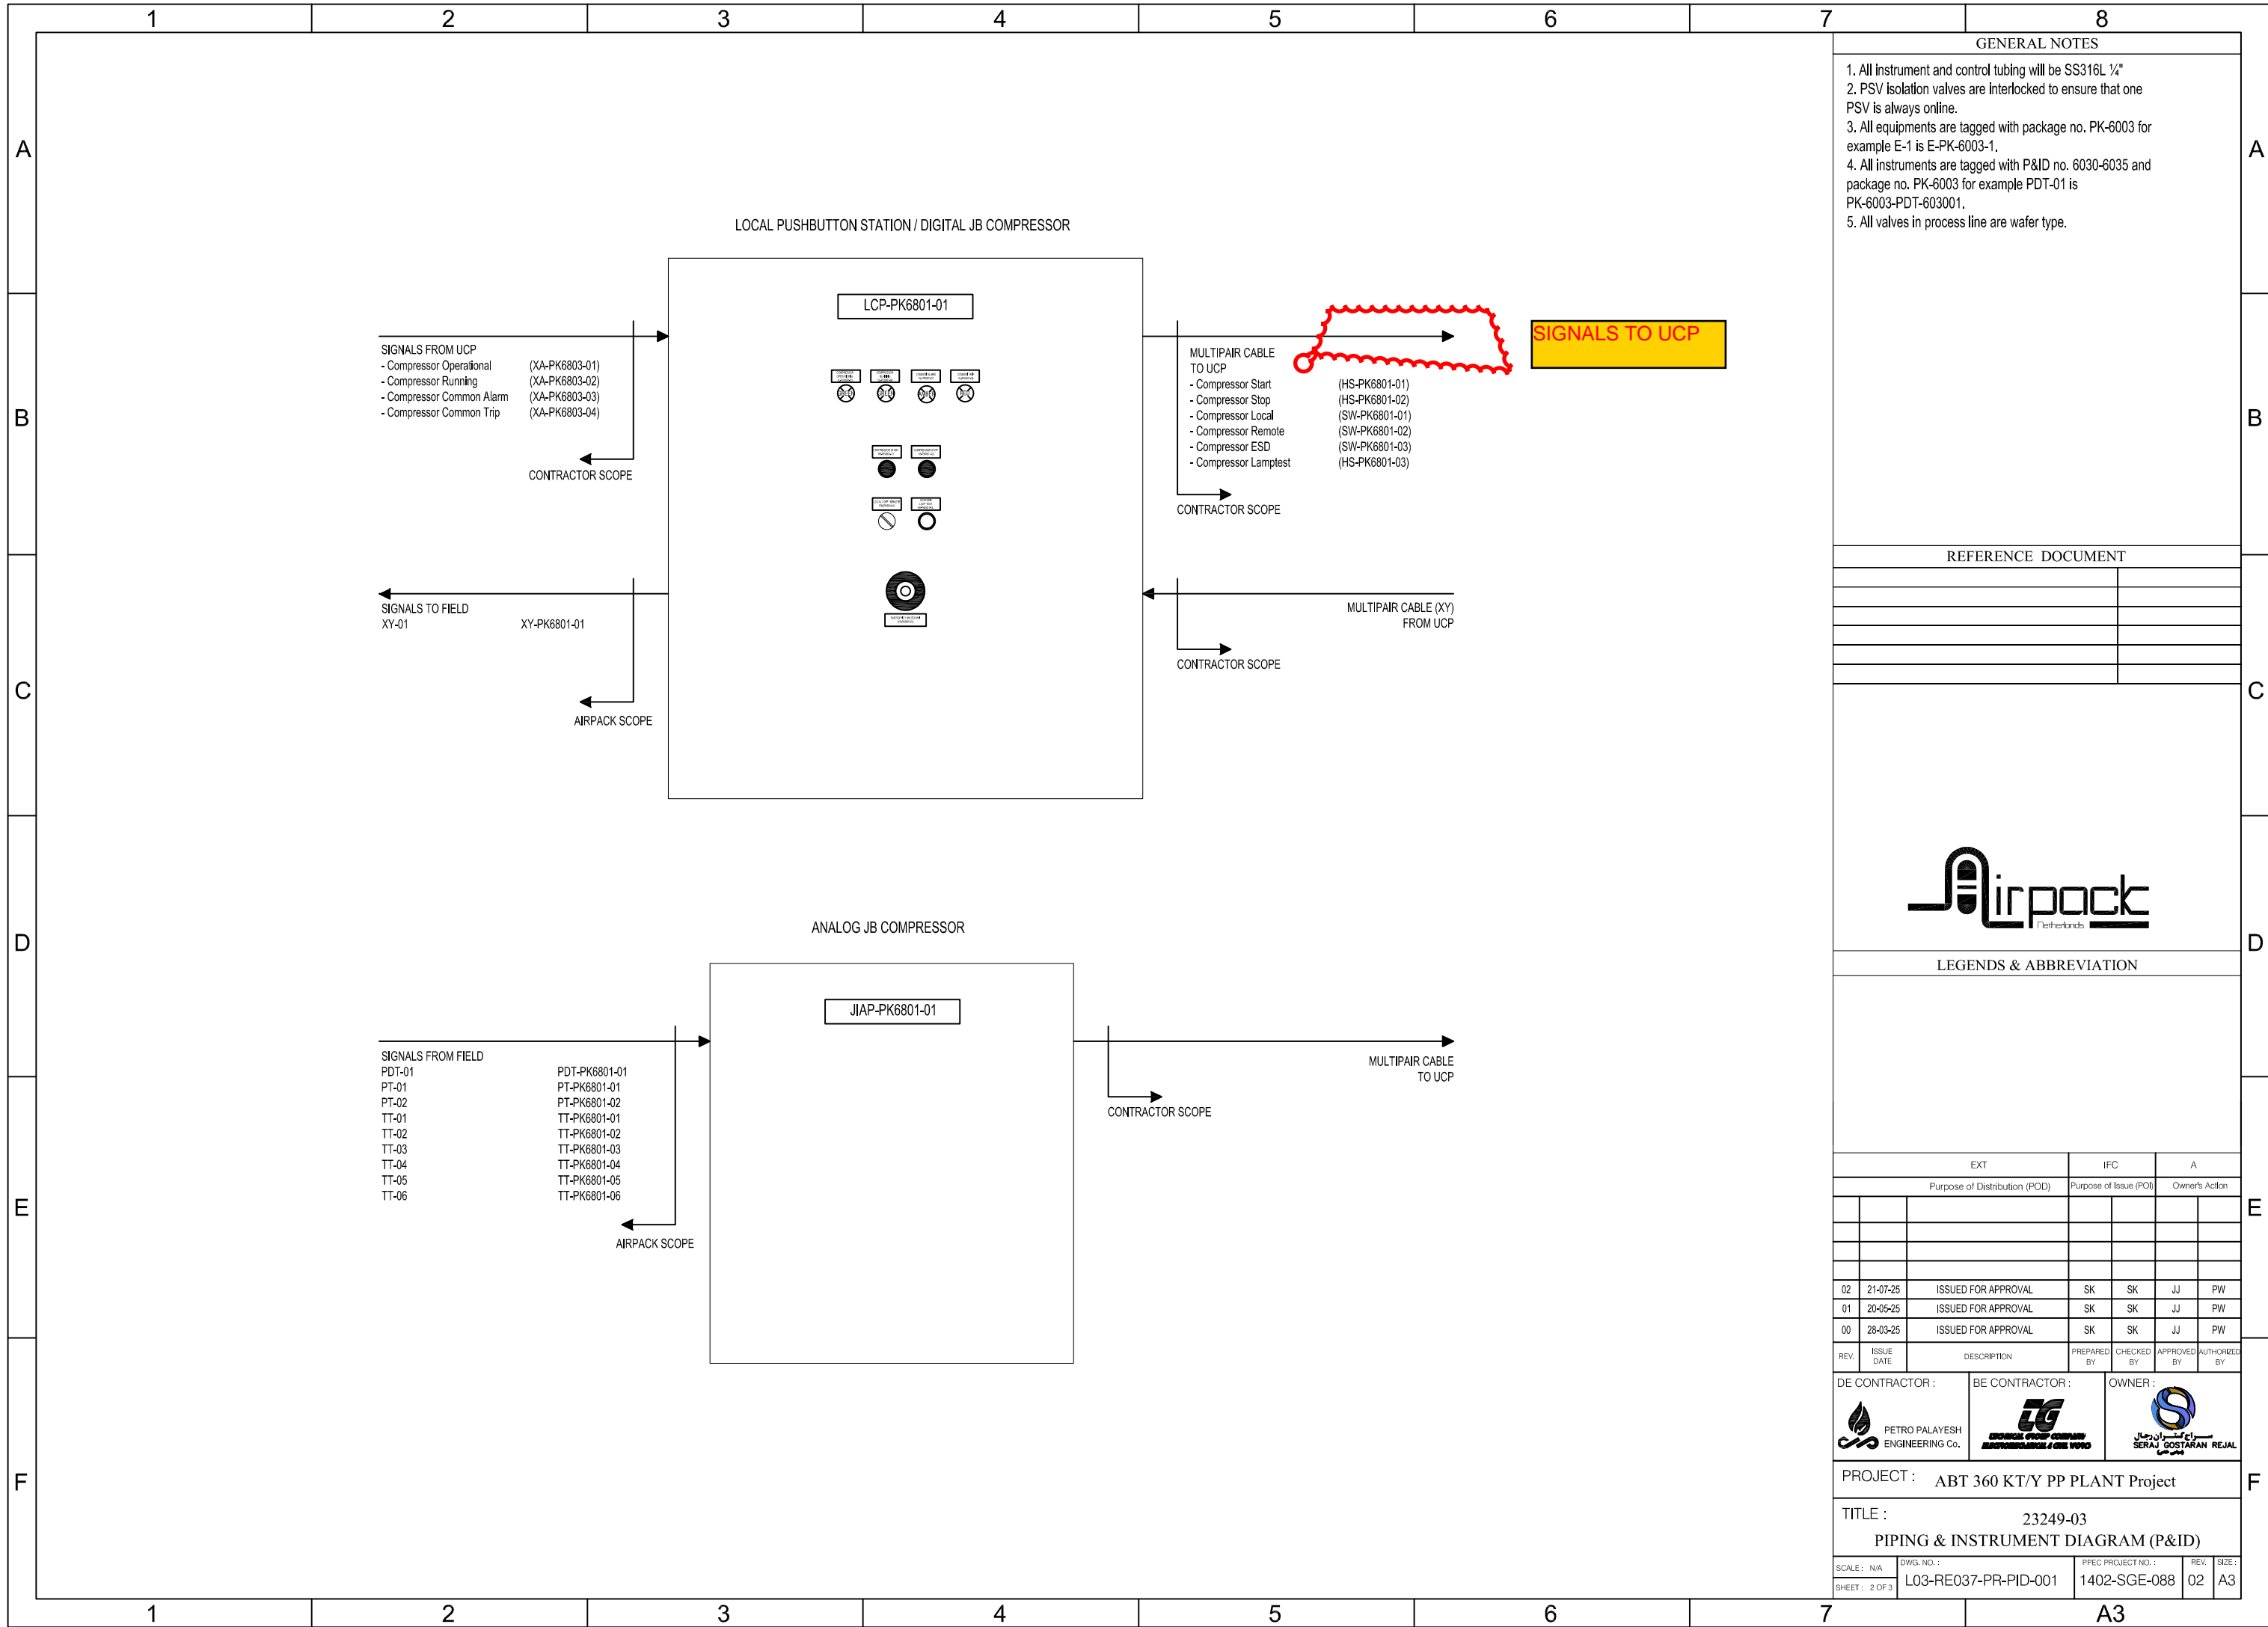 1 2 3 4 5 6 7 8
A
B
C
D
E
F
A
B
C
D
E
F
LOCAL PUSHBUTTON STATION / DIGITAL JB COMPRESSOR
LCP-PK6801-01
SIGNALS FROM UCP
- Compressor Operational (XA-PK6803-01)
- Compressor Running (XA-PK6803-02)
- Compressor Common Alarm (XA-PK6803-03)
- Compressor Common Trip (XA-PK6803-04)
CONTRACTOR SCOPE
MULTIPAIR CABLE
TO UCP
- Compressor Start (HS-PK6801-01)
- Compressor Stop (HS-PK6801-02)
- Compressor Local (SW-PK6801-01)
- Compressor Remote (SW-PK6801-02)
- Compressor ESD (SW-PK6801-03)
- Compressor Lamptest (HS-PK6801-03)
CONTRACTOR SCOPE
SIGNALS TO UCP
SIGNALS TO FIELD
XY-01 XY-PK6801-01
AIRPACK SCOPE
MULTIPAIR CABLE (XY)
FROM UCP
CONTRACTOR SCOPE
ANALOG JB COMPRESSOR
JIAP-PK6801-01
SIGNALS FROM FIELD
PDT-01 PDT-PK6801-01
PT-01 PT-PK6801-01
PT-02 PT-PK6801-02
TT-01 TT-PK6801-01
TT-02 TT-PK6801-02
TT-03 TT-PK6801-03
TT-04 TT-PK6801-04
TT-05 TT-PK6801-05
TT-06 TT-PK6801-06
AIRPACK SCOPE
MULTIPAIR CABLE
TO UCP
CONTRACTOR SCOPE
GENERAL NOTES
1. All instrument and control tubing will be SS316L ¼"
2. PSV isolation valves are interlocked to ensure that one
PSV is always online.
3. All equipments are tagged with package no. PK-6003 for
example E-1 is E-PK-6003-1.
4. All instruments are tagged with P&ID no. 6030-6035 and
package no. PK-6003 for example PDT-01 is
PK-6003-PDT-603001.
5. All valves in process line are wafer type.
REFERENCE DOCUMENT
Airpack
Netherlands
LEGENDS & ABBREVIATION
EXT IFC A
Purpose of Distribution (POD) Purpose of Issue (POI) Owner's Action
02 21-07-25 ISSUED FOR APPROVAL SK SK JJ PW
01 20-05-25 ISSUED FOR APPROVAL SK SK JJ PW
00 28-03-25 ISSUED FOR APPROVAL SK SK JJ PW
REV. ISSUE DATE DESCRIPTION PREPARED BY CHECKED BY APPROVED BY AUTHORIZED BY
DE CONTRACTOR : BE CONTRACTOR : OWNER :
PETRO PALAYESH
ENGINEERING Co.
TG
TECHNICAL GROUP COMPANY
ELECTROMECHANICAL & CIVIL WORKS
سراج گستران رجال
SERAJ GOSTARAN REJAL
PROJECT : ABT 360 KT/Y PP PLANT Project
TITLE :
23249-03
PIPING & INSTRUMENT DIAGRAM (P&ID)
SCALE : N/A
SHEET : 2 OF 3
DWG. NO. :
L03-RE037-PR-PID-001
PPEC PROJECT NO. :
1402-SGE-088
REV.
02
SIZE :
A3
1 2 3 4 5 6 7 A3